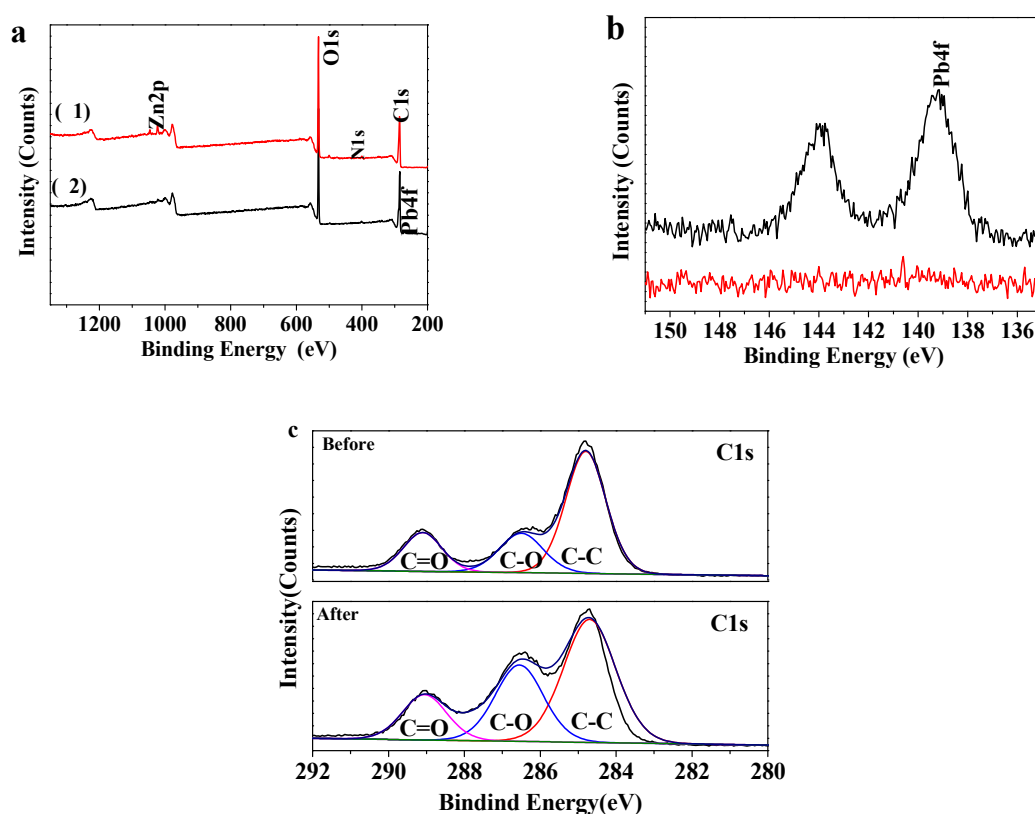 a
Intensity (Counts)
( 1)
( 2)
Zn2p
O1s
N1s
C1s
Pb4f
1200 1000 800 600 400 200
Binding Energy (eV)
b
Intensity (Counts)
Pb4f
150 148 146 144 142 140 138 136
Binding Energy (eV)
c
Intensity(Counts)
Before
C1s
C=O C-O C-C
After
C1s
C=O C-O C-C
292 290 288 286 284 282 280
Bindind Energy(eV)